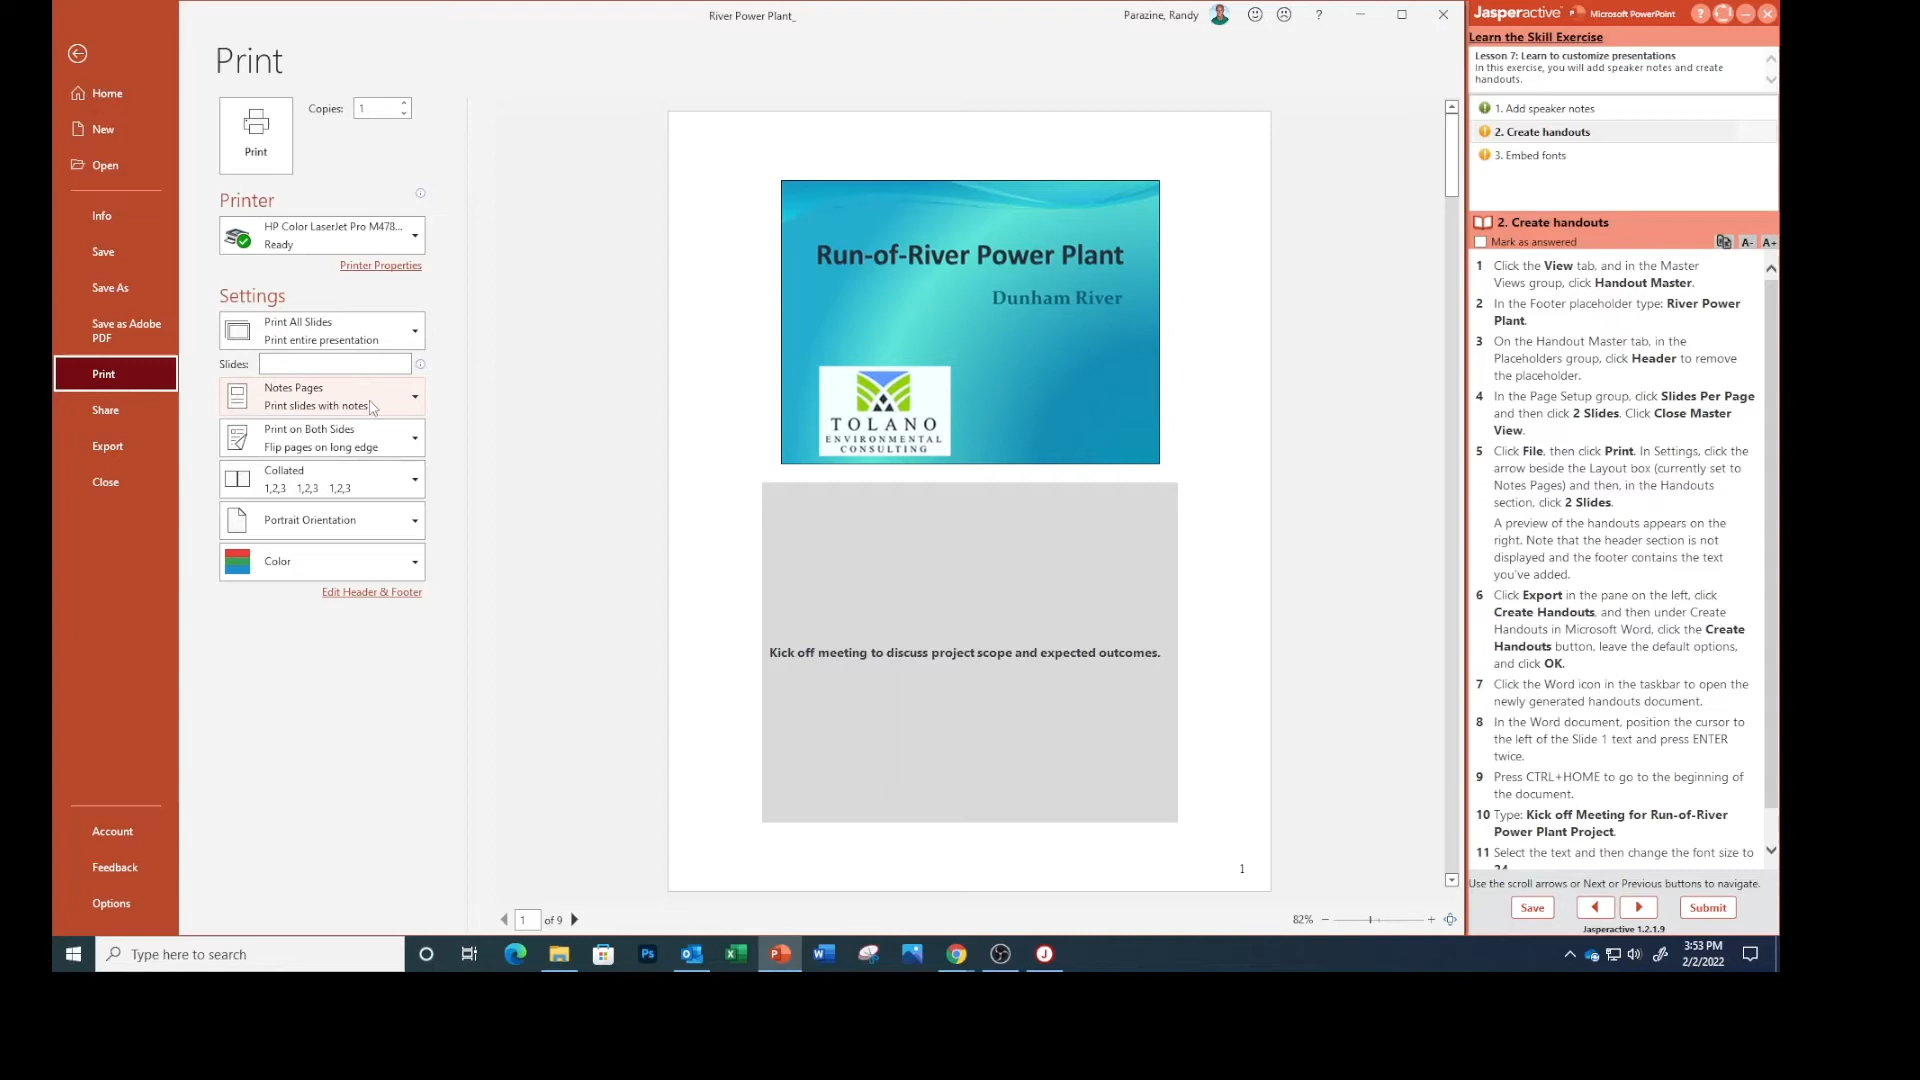 River Power Plant_
Parazine, Randy
?
Home
New
Open
Info
Save
Save As
Save as Adobe
PDF
Print
Share
Export
Close
Account
Feedback
Options
Print
Print
Copies: 1
Printer
HP Color LaserJet Pro M478...
Ready
Printer Properties
Settings
Print All Slides
Print entire presentation
Slides:
Notes Pages
Print slides with notes
Print on Both Sides
Flip pages on long edge
Collated
1,2,3 1,2,3 1,2,3
Portrait Orientation
Color
Edit Header & Footer
Run-of-River Power Plant
Dunham River
TOLANO
ENVIRONMENTAL
CONSULTING
Kick off meeting to discuss project scope and expected outcomes.
1
1 of 9
82% − +
Jasperactive Microsoft PowerPoint
Learn the Skill Exercise
Lesson 7: Learn to customize presentations
In this exercise, you will add speaker notes and create
handouts.
1. Add speaker notes
2. Create handouts
3. Embed fonts
2. Create handouts
Mark as answered A- A+
1 Click the View tab, and in the Master
Views group, click Handout Master.
2 In the Footer placeholder type: River Power
Plant.
3 On the Handout Master tab, in the
Placeholders group, click Header to remove
the placeholder.
4 In the Page Setup group, click Slides Per Page
and then click 2 Slides. Click Close Master
View.
5 Click File, then click Print. In Settings, click the
arrow beside the Layout box (currently set to
Notes Pages) and then, in the Handouts
section, click 2 Slides.
A preview of the handouts appears on the
right. Note that the header section is not
displayed and the footer contains the text
you've added.
6 Click Export in the pane on the left, click
Create Handouts, and then under Create
Handouts in Microsoft Word, click the Create
Handouts button, leave the default options,
and click OK.
7 Click the Word icon in the taskbar to open the
newly generated handouts document.
8 In the Word document, position the cursor to
the left of the Slide 1 text and press ENTER
twice.
9 Press CTRL+HOME to go to the beginning of
the document.
10 Type: Kick off Meeting for Run-of-River
Power Plant Project.
11 Select the text and then change the font size to
24
Use the scroll arrows or Next or Previous buttons to navigate.
Save Submit
Jasperactive 1.2.1.9
Type here to search
Ps
3:53 PM
2/2/2022